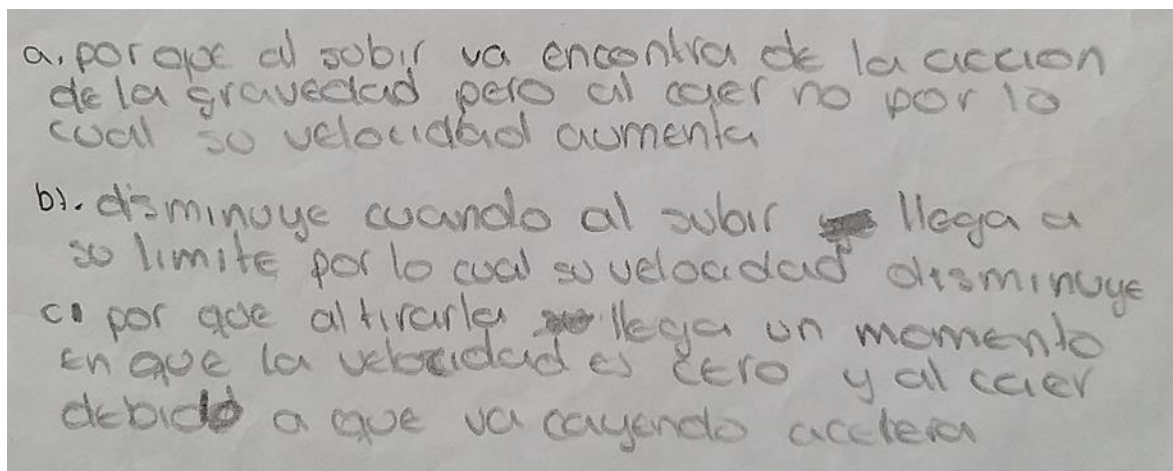 a. por que al subir va encontra de la accion
de la gravedad pero al caer no por lo
cual su velocidad aumenta
b). disminuye cuando al subir llega a
su limite por lo cual su velocidad disminuye
c. por que al tirarla llega un momento
en que la velocidad es cero y al caer
debido a que va cayendo acelera